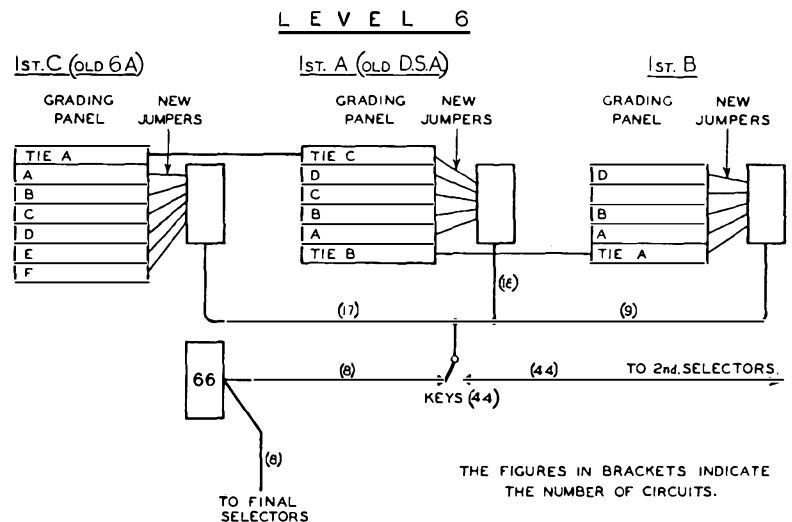 LEVEL 6
1ST. C (OLD 6A)
GRADING PANEL
NEW JUMPERS
TIE A
A
B
C
D
E
F
1ST. A (OLD D.S.A)
GRADING PANEL
NEW JUMPERS
TIE C
D
C
B
A
TIE B
1ST. B
GRADING PANEL
NEW JUMPERS
D
B
A
TIE A
(17)
(9)
66
(8)
KEYS (44)
(44)
TO 2nd. SELECTORS.
(8)
TO FINAL
SELECTORS
THE FIGURES IN BRACKETS INDICATE
THE NUMBER OF CIRCUITS.